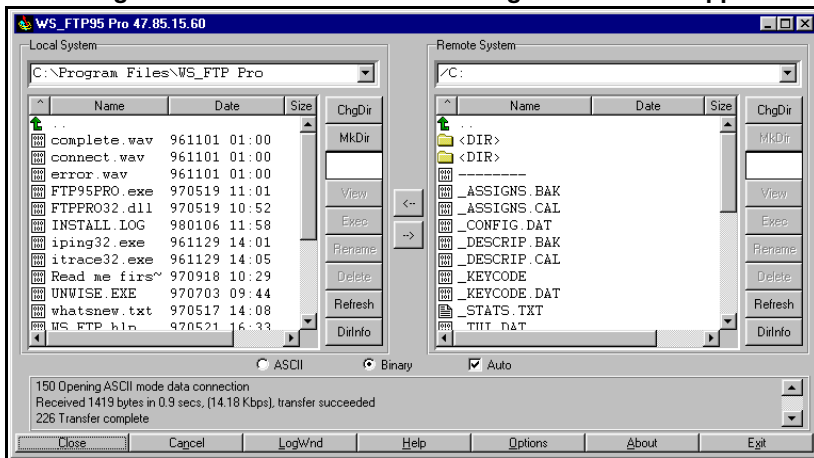 WS_FTP95 Pro 47.85.15.60
Local System
Remote System
C:\Program Files\WS_FTP Pro
/C:
^ Name Date Size
ChgDir
^ Name Date Size
ChgDir
..
complete.wav 961101 01:00
connect.wav 961101 01:00
error.wav 961101 01:00
FTP95PRO.exe 970519 11:01
FTPPRO32.dll 970519 10:52
INSTALL.LOG 980106 11:58
iping32.exe 961129 14:01
itrace32.exe 961129 14:05
Read me firs~ 970918 10:29
UNWISE.EXE 970703 09:44
whatsnew.txt 970517 14:08
WS_FTP.hlp 970521 16:33
MkDir
View
Exec
Rename
Delete
Refresh
DirInfo
<--
-->
..
<DIR>
<DIR>
--------
_ASSIGNS.BAK
_ASSIGNS.CAL
_CONFIG.DAT
_DESCRIP.BAK
_DESCRIP.CAL
_KEYCODE
_KEYCODE.DAT
_STATS.TXT
_TUI.DAT
MkDir
View
Exec
Rename
Delete
Refresh
DirInfo
ASCII Binary Auto
150 Opening ASCII mode data connection
Received 1419 bytes in 0.9 secs, (14.18 Kbps), transfer succeeded
226 Transfer complete
Close Cancel LogWnd Help Options About Exit